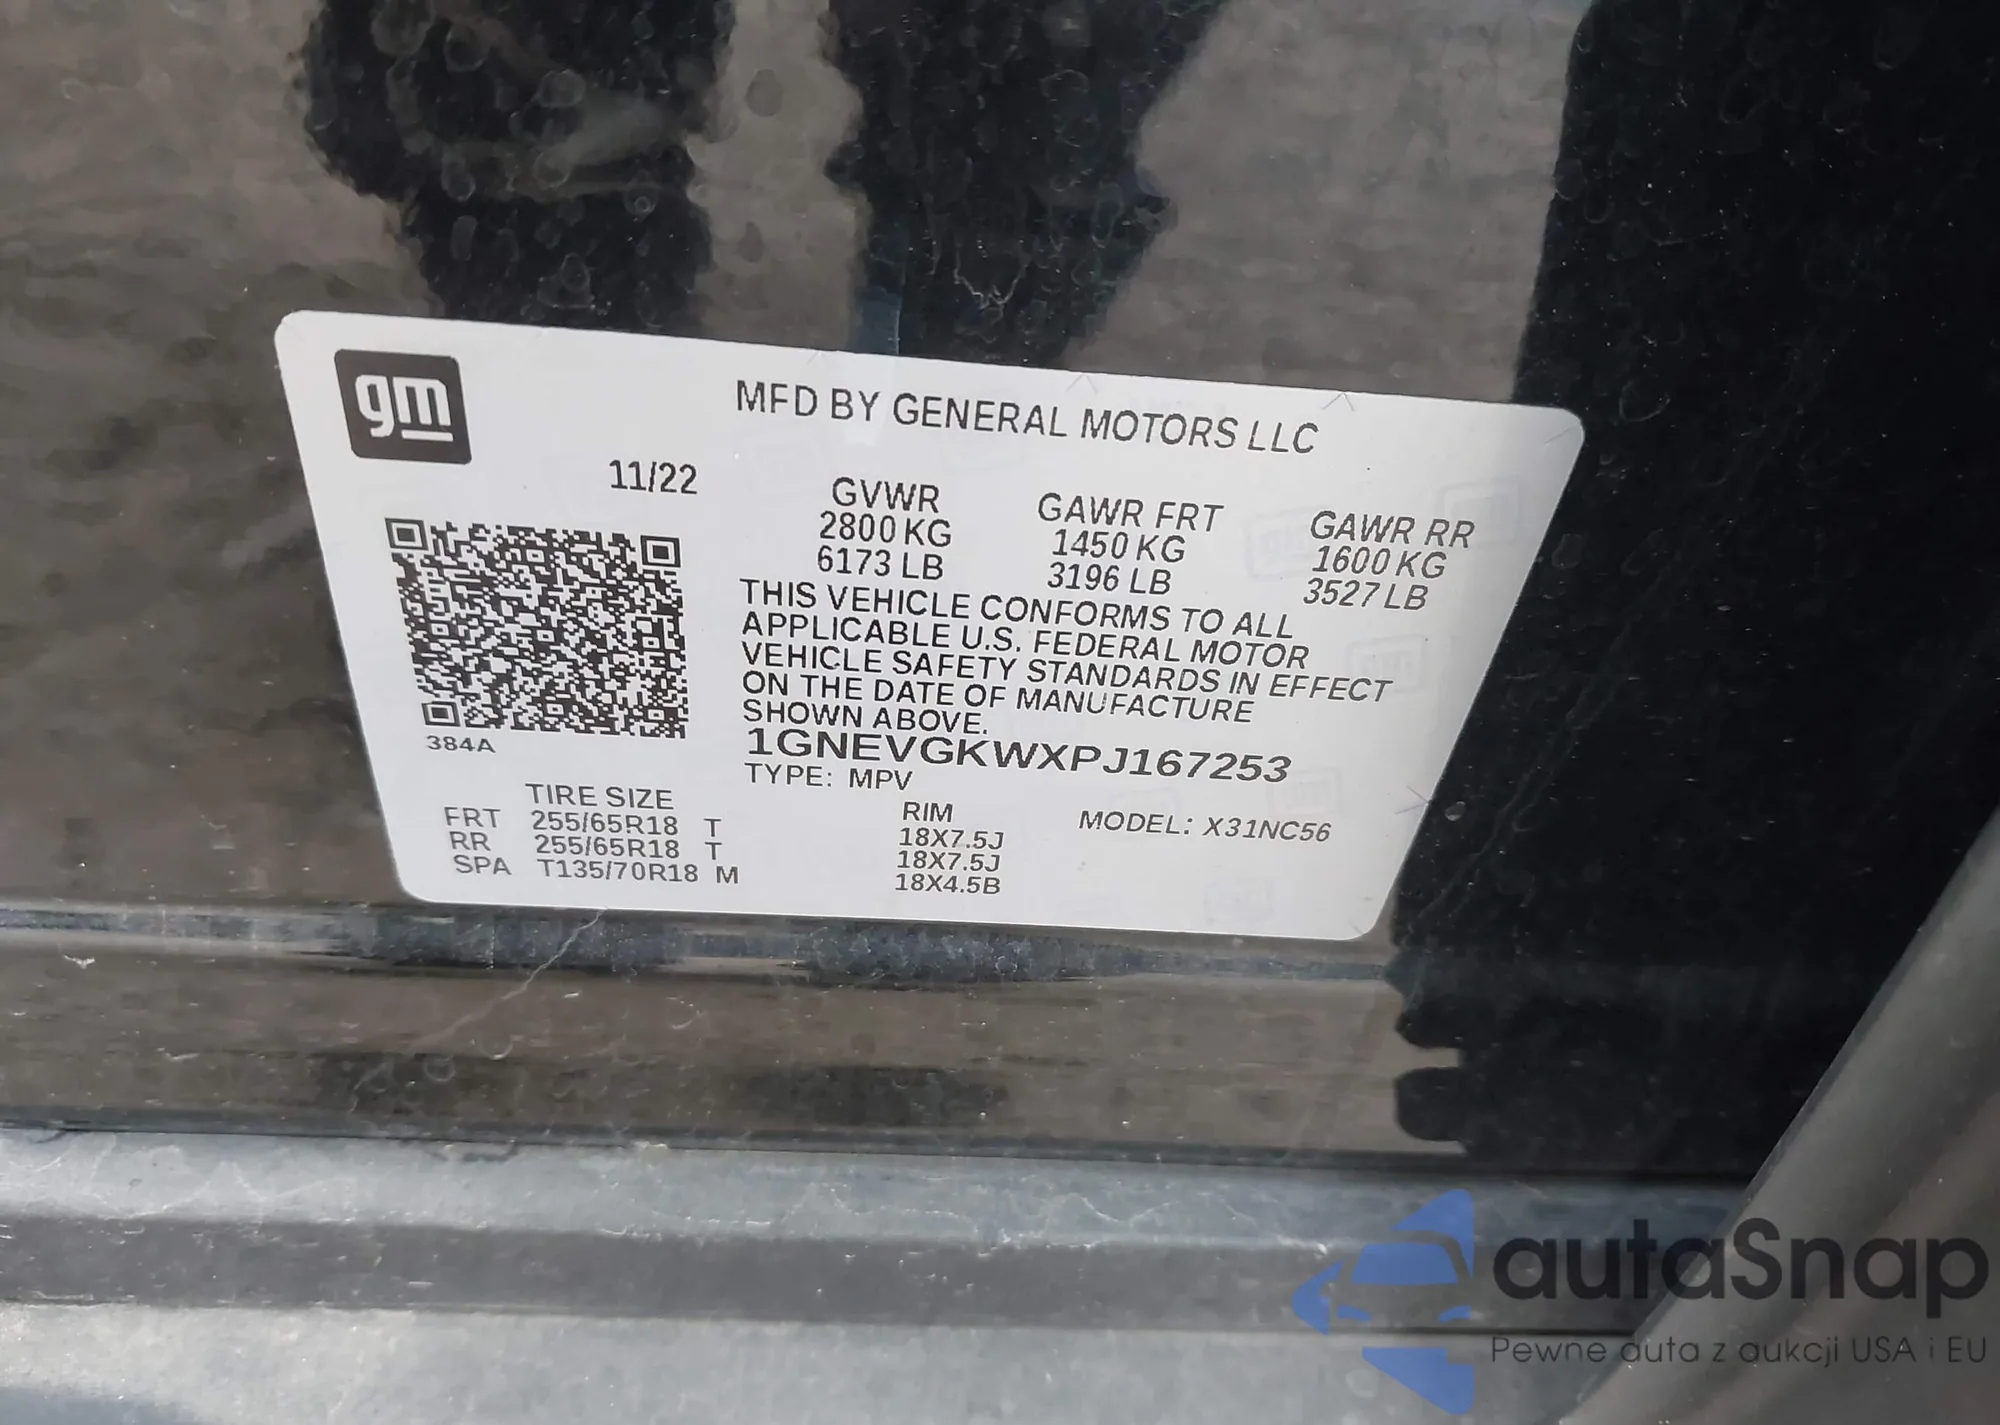 gm
MFD BY GENERAL MOTORS LLC
11/22
GVWR GAWR FRT GAWR RR
2800 KG 1450 KG 1600 KG
6173 LB 3196 LB 3527 LB
THIS VEHICLE CONFORMS TO ALL
APPLICABLE U.S. FEDERAL MOTOR
VEHICLE SAFETY STANDARDS IN EFFECT
ON THE DATE OF MANUFACTURE
SHOWN ABOVE.
384A
1GNEVGKWXPJ167253
TYPE: MPV
TIRE SIZE RIM MODEL: X31NC56
FRT 255/65R18 T 18X7.5J
RR 255/65R18 T 18X7.5J
SPA T135/70R18 M 18X4.5B
autaSnap
Pewne auta z aukcji USA i EU